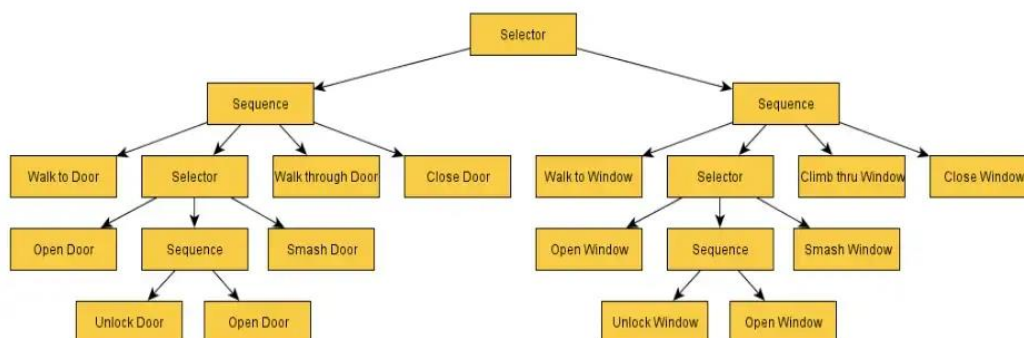 Selector
Sequence
Sequence
Walk to Door
Selector
Walk through Door
Close Door
Walk to Window
Selector
Climb thru Window
Close Window
Open Door
Sequence
Smash Door
Open Window
Sequence
Smash Window
Unlock Door
Open Door
Unlock Window
Open Window